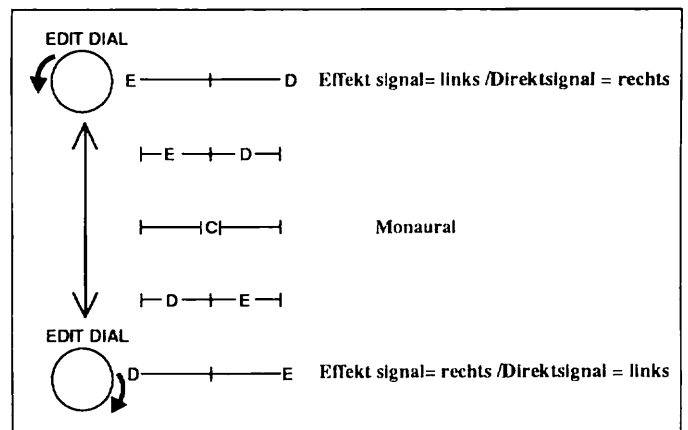 EDIT DIAL
E D Effekt signal= links /Direktsignal = rechts
E D
C Monaural
D E
EDIT DIAL
D E Effekt signal= rechts /Direktsignal = links